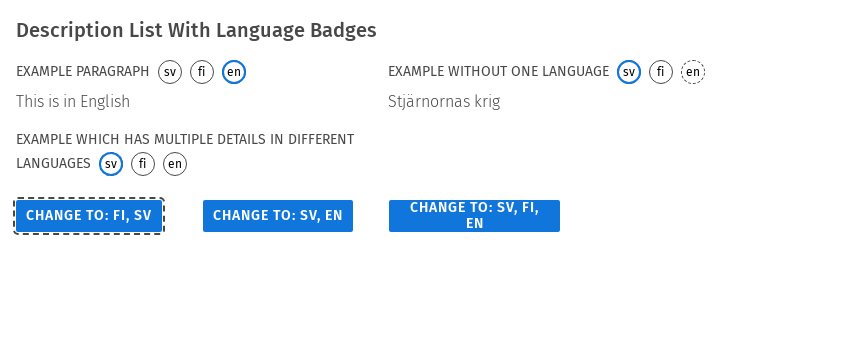 Description List With Language Badges
EXAMPLE PARAGRAPH sv fi en
This is in English
EXAMPLE WITHOUT ONE LANGUAGE sv fi en
Stjärnornas krig
EXAMPLE WHICH HAS MULTIPLE DETAILS IN DIFFERENT
LANGUAGES sv fi en
CHANGE TO: FI, SV
CHANGE TO: SV, EN
CHANGE TO: SV, FI,
EN